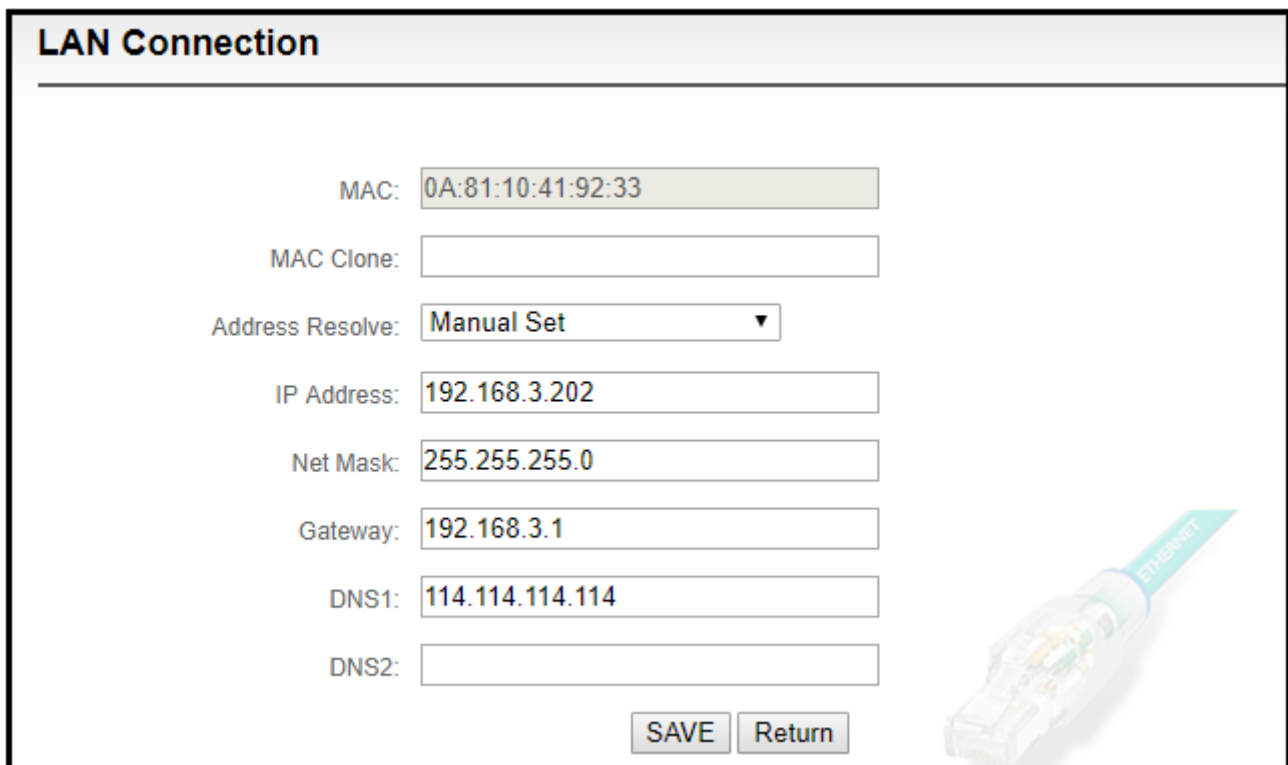 LAN Connection
MAC: 0A:81:10:41:92:33
MAC Clone:
Address Resolve: Manual Set
IP Address: 192.168.3.202
Net Mask: 255.255.255.0
Gateway: 192.168.3.1
DNS1: 114.114.114.114
DNS2:
ETHERNET
SAVE Return